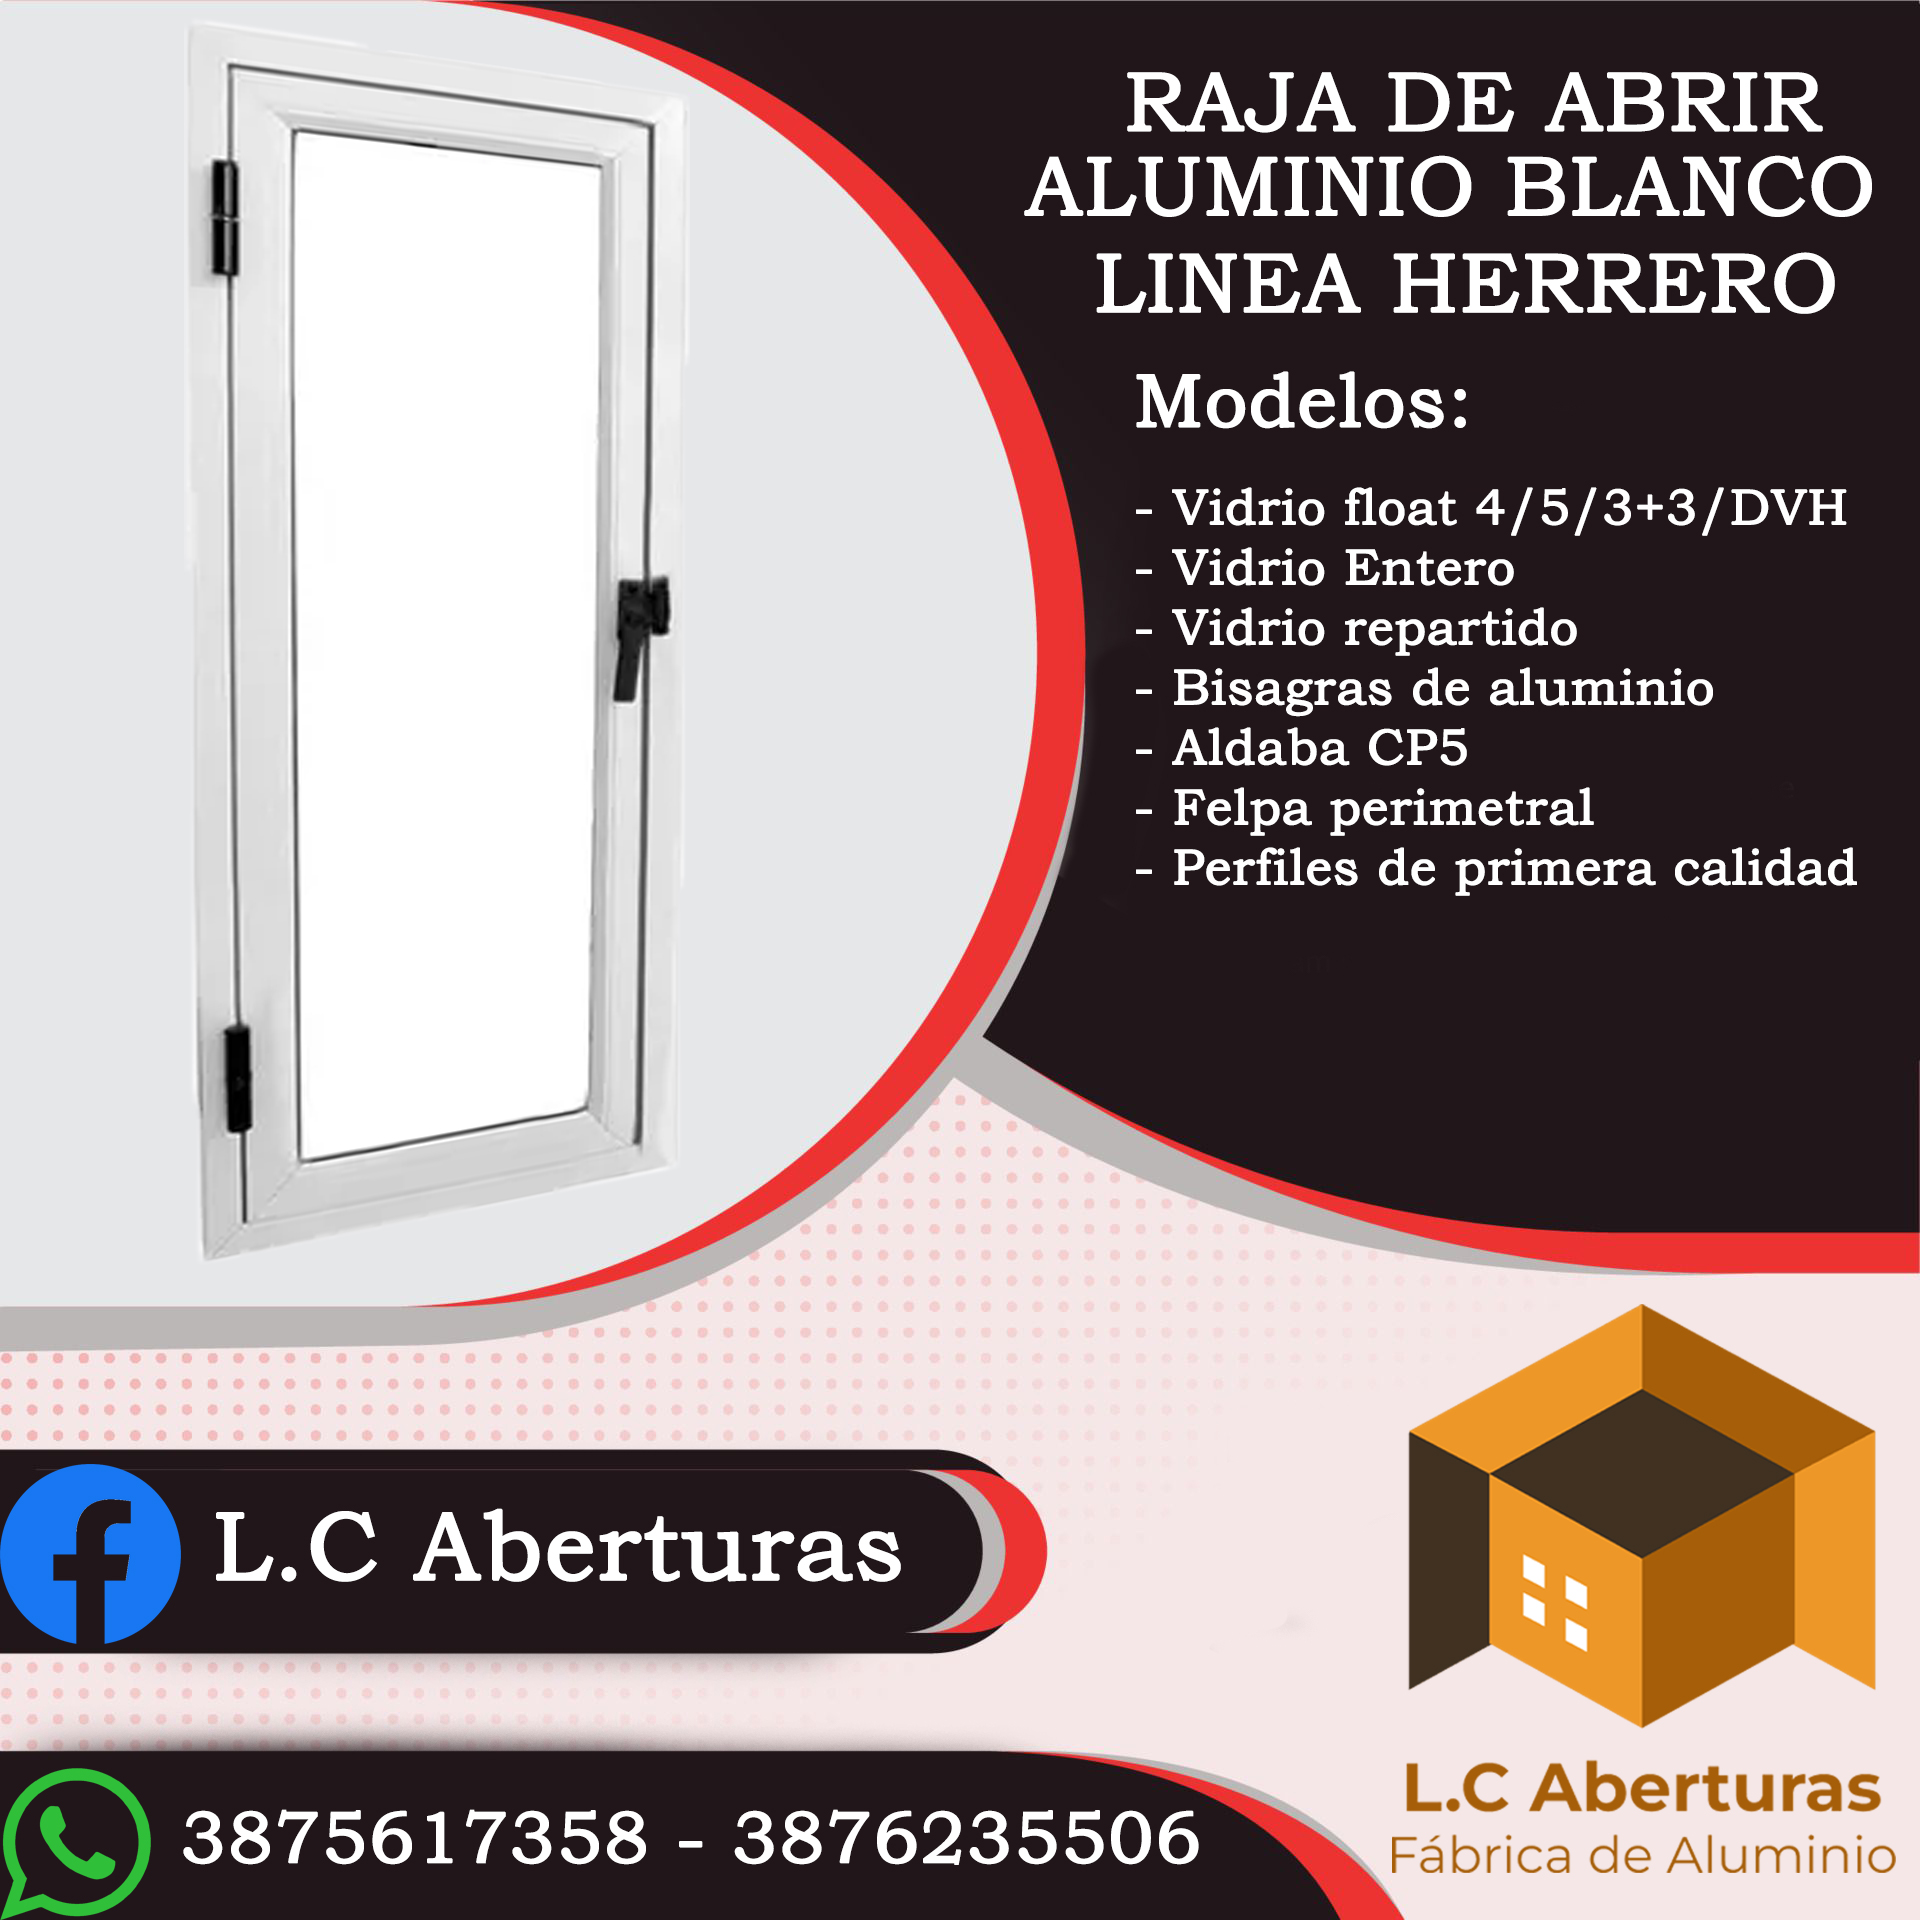 RAJA DE ABRIR
ALUMINIO BLANCO
LINEA HERRERO
Modelos:
- Vidrio float 4/5/3+3/DVH
- Vidrio Entero
- Vidrio repartido
- Bisagras de aluminio
- Aldaba CP5
- Felpa perimetral
- Perfiles de primera calidad
L.C Aberturas
3875617358 - 3876235506
L.C Aberturas
Fábrica de Aluminio